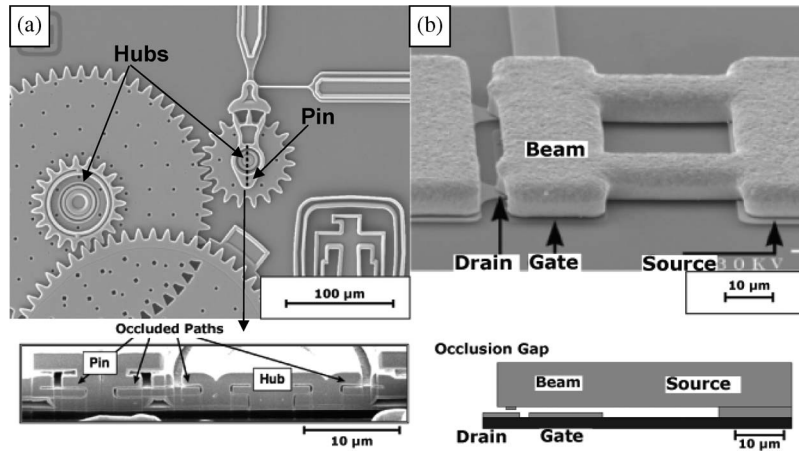 (a)
Hubs
Pin
100 µm
Occluded Paths
Pin
Hub
10 µm
(b)
Beam
Drain
Gate
Source
30KV
10 µm
Occlusion Gap
Beam
Source
Drain
Gate
10 µm